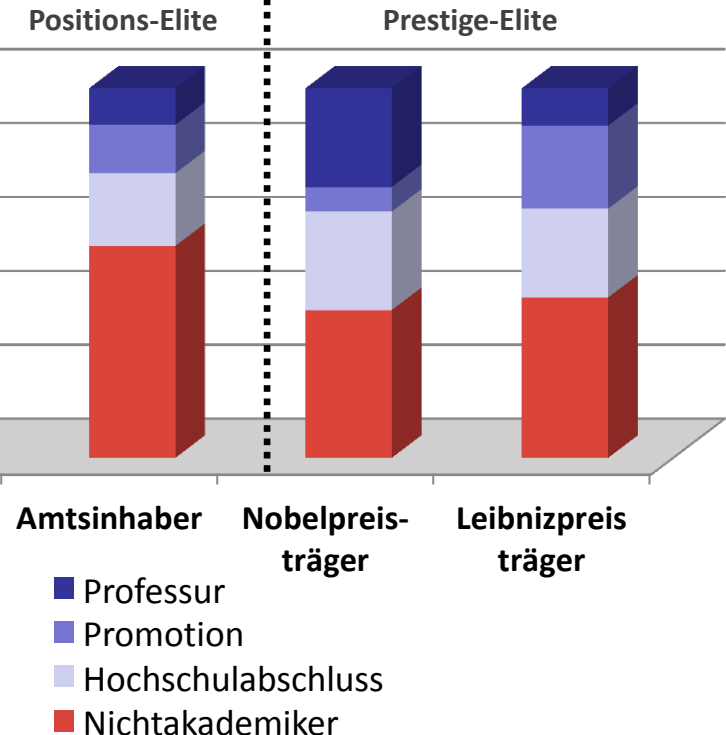 Positions-Elite
Prestige-Elite
Amtsinhaber
Nobelpreis-
träger
Leibnizpreis
träger
Professur
Promotion
Hochschulabschluss
Nichtakademiker